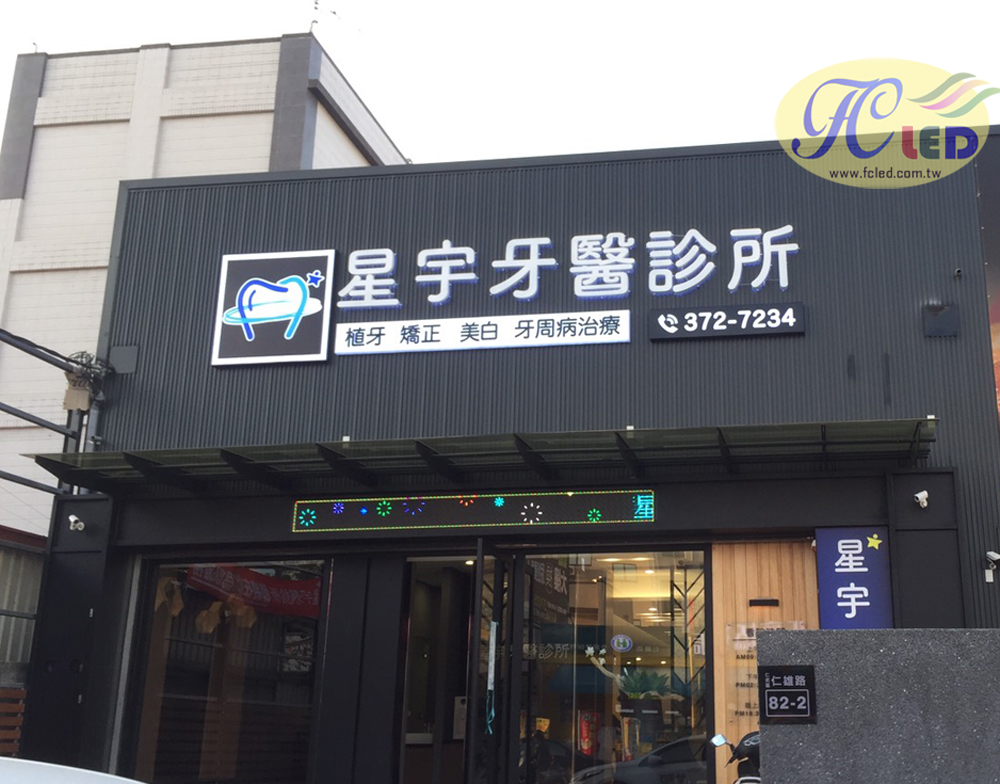 FC LED
www.fcled.com.tw
星宇牙醫診所
植牙 矯正 美白 牙周病治療
372-7234
星
星宇
仁雄路
82-2